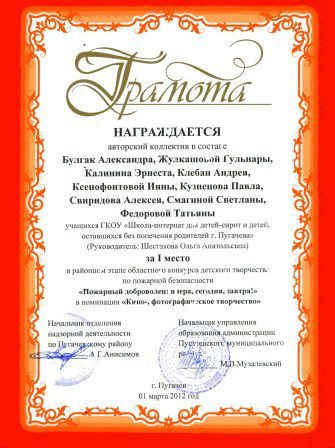 Грамота
НАГРАЖДАЕТСЯ
авторский коллектив в составе
Булгак Александра, Жулкашовой Гульнары,
Калинина Эрнеста, Клебан Андрея,
Ксенофонтовой Инны, Кузнецова Павла,
Свиридова Алексея, Смагиной Светланы,
Федоровой Татьяны
учащихся ГКОУ «Школа-интернат для детей-сирот и детей,
оставшихся без попечения родителей г. Пугачева»
(Руководитель: Шестакова Ольга Анатольевна)
за I место
в районном этапе областного конкурса детского творчества
по пожарной безопасности
«Пожарный доброволец: вчера, сегодня, завтра!»
в номинации «Кино-, фотографическое творчество»
Начальник отделения
надзорной деятельности
по Пугачевскому району
А.Г.Анисимов
Начальник управления
образования администрации
Пугачевского муниципального
района
М.В.Музалевский
г. Пугачев
01 марта 2012 год